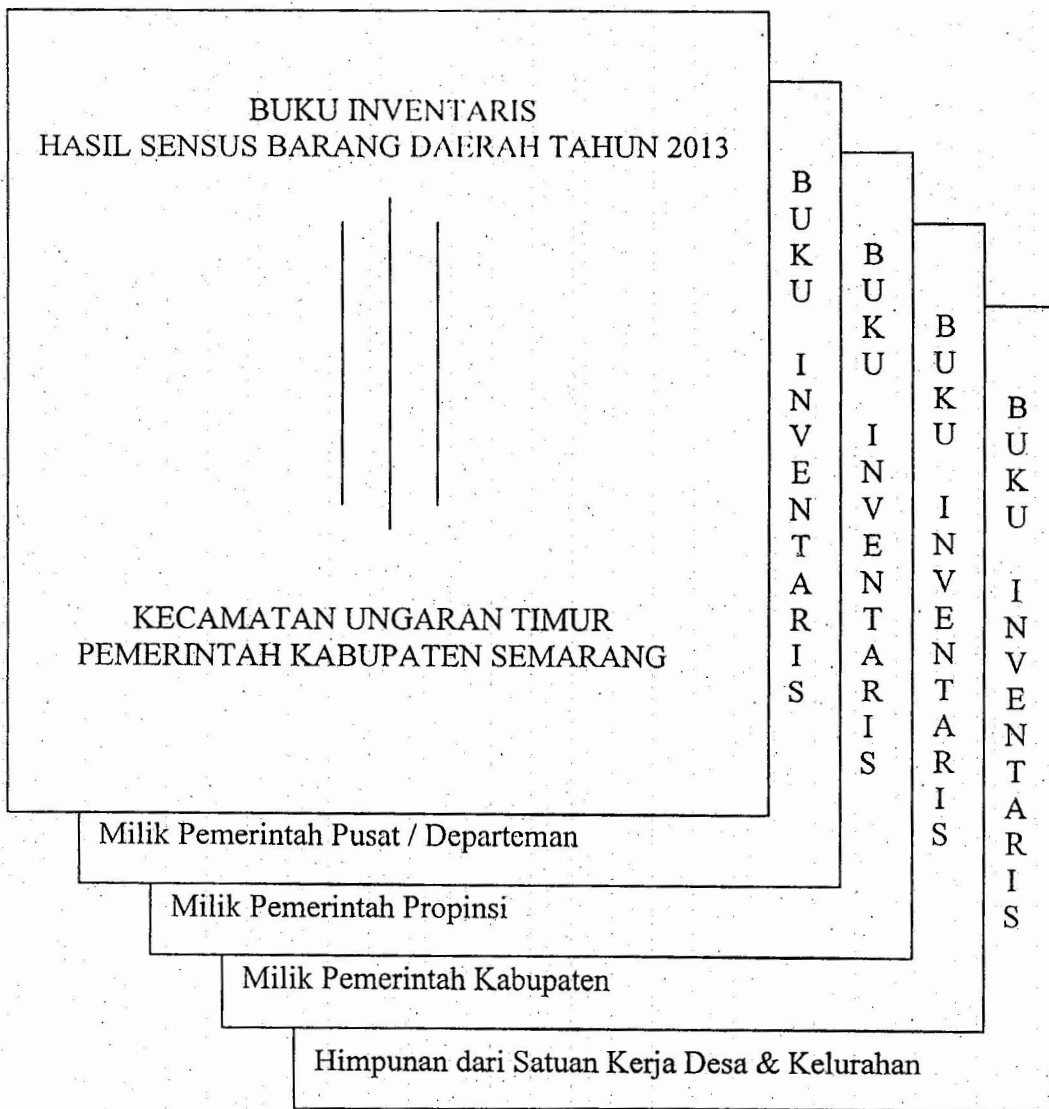 BUKU INVENTARIS
HASIL SENSUS BARANG DAERAH TAHUN 2013
KECAMATAN UNGARAN TIMUR
PEMERINTAH KABUPATEN SEMARANG
BUKU INVENTARIS
Milik Pemerintah Pusat / Departeman
BUKU INVENTARIS
Milik Pemerintah Propinsi
BUKU INVENTARIS
Milik Pemerintah Kabupaten
BUKU INVENTARIS
Himpunan dari Satuan Kerja Desa & Kelurahan